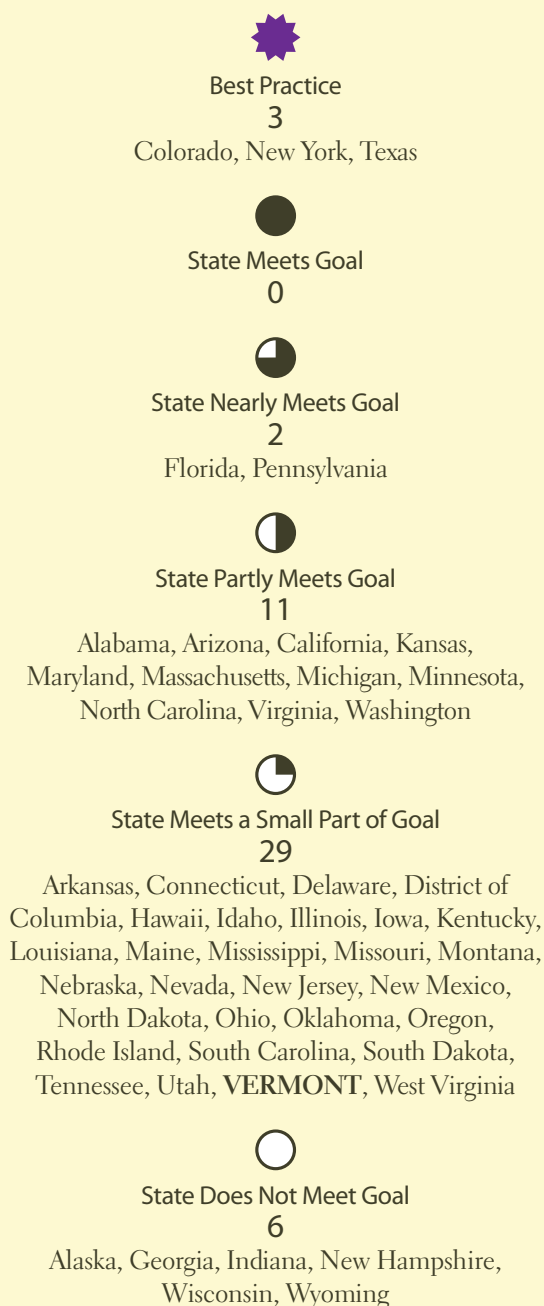 Best Practice
3
Colorado, New York, Texas
State Meets Goal
0
State Nearly Meets Goal
2
Florida, Pennsylvania
State Partly Meets Goal
11
Alabama, Arizona, California, Kansas,
Maryland, Massachusetts, Michigan, Minnesota,
North Carolina, Virginia, Washington
State Meets a Small Part of Goal
29
Arkansas, Connecticut, Delaware, District of
Columbia, Hawaii, Idaho, Illinois, Iowa, Kentucky,
Louisiana, Maine, Mississippi, Missouri, Montana,
Nebraska, Nevada, New Jersey, New Mexico,
North Dakota, Ohio, Oklahoma, Oregon,
Rhode Island, South Carolina, South Dakota,
Tennessee, Utah, VERMONT, West Virginia
State Does Not Meet Goal
6
Alaska, Georgia, Indiana, New Hampshire,
Wisconsin, Wyoming